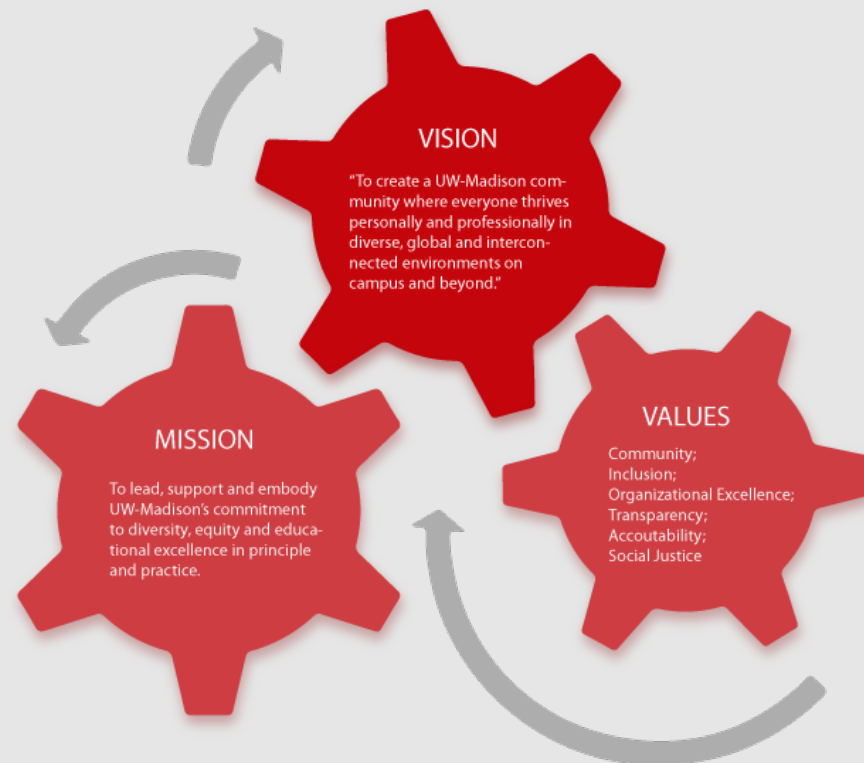 VISION
"To create a UW-Madison com-
munity where everyone thrives
personally and professionally in
diverse, global and intercon-
nected environments on
campus and beyond."
MISSION
To lead, support and embody
UW-Madison's commitment
to diversity, equity and educa-
tional excellence in principle
and practice.
VALUES
Community;
Inclusion;
Organizational Excellence;
Transparency;
Accoutability;
Social Justice